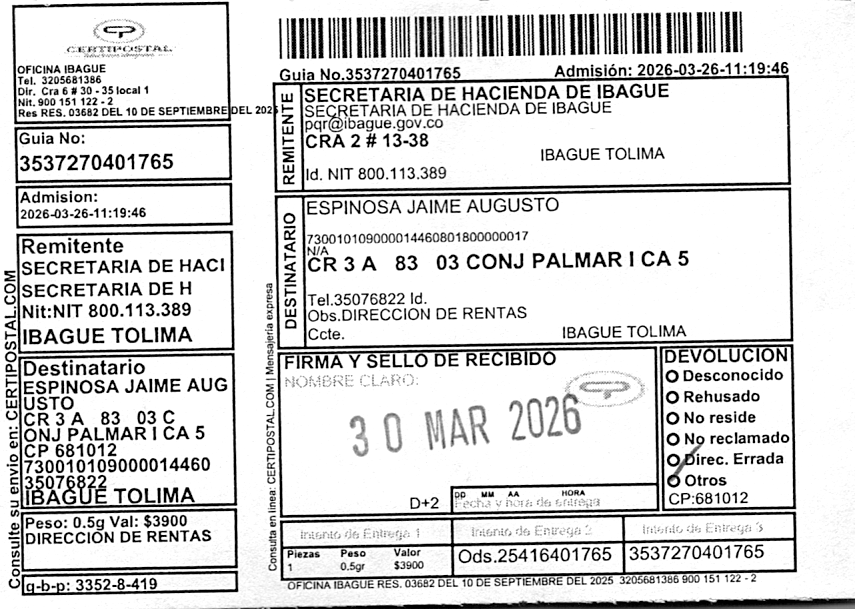 CERTIPOSTAL
OFICINA IBAGUE
Tel. 3205681386
Dir. Cra 6 # 30 - 35 local 1
Nit. 900 151 122 - 2
Res RES. 03682 DEL 10 DE SEPTIEMBRE DEL 2025
Guia No:
3537270401765
Admision:
2026-03-26-11:19:46
Remitente
SECRETARIA DE HACI
SECRETARIA DE H
Nit:NIT 800.113.389
IBAGUE TOLIMA
Destinatario
ESPINOSA JAIME AUG
USTO
CR 3 A 83 03 C
ONJ PALMAR I CA 5
CP 681012
730010109000014460
35076822
IBAGUE TOLIMA
Peso: 0.5g Val: $3900
DIRECCION DE RENTAS
q-b-p: 3352-8-419
Consulte su envio en: CERTIPOSTAL.COM
Guia No.3537270401765 Admisión: 2026-03-26-11:19:46
REMITENTE
SECRETARIA DE HACIENDA DE IBAGUE
SECRETARIA DE HACIENDA DE IBAGUE
pqr@ibague.gov.co
CRA 2 # 13-38
IBAGUE TOLIMA
Id. NIT 800.113.389
DESTINATARIO
ESPINOSA JAIME AUGUSTO
730010109000014460801800000017
N/A
CR 3 A 83 03 CONJ PALMAR I CA 5
Tel.35076822 Id.
Obs.DIRECCION DE RENTAS
Ccte. IBAGUE TOLIMA
Consulta en linea: CERTIPOSTAL.COM | Mensajeria expresa
FIRMA Y SELLO DE RECIBIDO
NOMBRE CLARO:
30 MAR 2026
D+2
DD MM AA HORA
Fecha y hora de entrega
DEVOLUCION
Desconocido
Rehusado
No reside
No reclamado
Direc. Errada
Otros
CP:681012
Intento de Entrega 1 Intento de Entrega 2 Intento de Entrega 3
Piezas Peso Valor
1 0.5gr $3900
Ods.25416401765
3537270401765
OFICINA IBAGUE RES. 03682 DEL 10 DE SEPTIEMBRE DEL 2025 3205681386 900 151 122 - 2